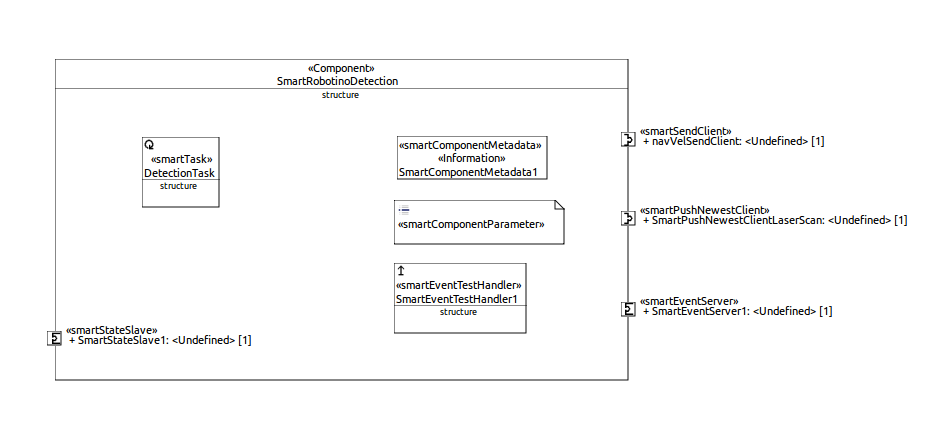 «Component»
SmartRobotinoDetection
structure
«smartTask»
DetectionTask
structure
«smartComponentMetadata»
«Information»
SmartComponentMetadata1
«smartComponentParameter»
«smartEventTestHandler»
SmartEventTestHandler1
structure
«smartStateSlave»
+ SmartStateSlave1: <Undefined> [1]
«smartSendClient»
+ navVelSendClient: <Undefined> [1]
«smartPushNewestClient»
+ SmartPushNewestClientLaserScan: <Undefined> [1]
«smartEventServer»
+ SmartEventServer1: <Undefined> [1]